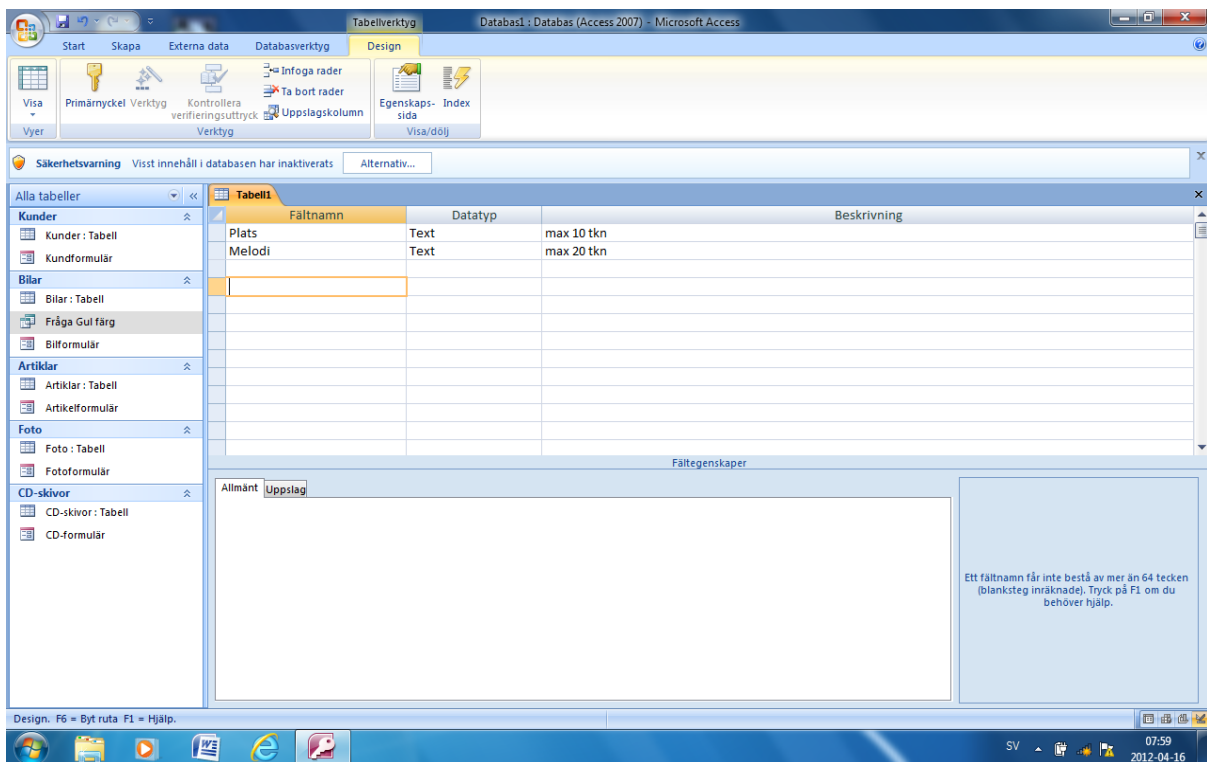 Tabellverktyg Databas1 : Databas (Access 2007) - Microsoft Access
Start Skapa Externa data Databasverktyg Design
Visa
Primärnyckel
Verktyg
Kontrollera
verifieringsuttryck
Infoga rader
Ta bort rader
Uppslagskolumn
Egenskaps-
sida
Index
Vyer Verktyg Visa/dölj
Säkerhetsvarning Visst innehåll i databasen har inaktiverats Alternativ...
Alla tabeller
Kunder
Kunder : Tabell
Kundformulär
Bilar
Bilar : Tabell
Fråga Gul färg
Bilformulär
Artiklar
Artiklar : Tabell
Artikelformulär
Foto
Foto : Tabell
Fotoformulär
CD-skivor
CD-skivor : Tabell
CD-formulär
Tabell1
Fältnamn Datatyp Beskrivning
Plats Text max 10 tkn
Melodi Text max 20 tkn
Fältegenskaper
Allmänt Uppslag
Ett fältnamn får inte bestå av mer än 64 tecken
(blanksteg inräknade). Tryck på F1 om du
behöver hjälp.
Design. F6 = Byt ruta F1 = Hjälp.
SV
07:59
2012-04-16